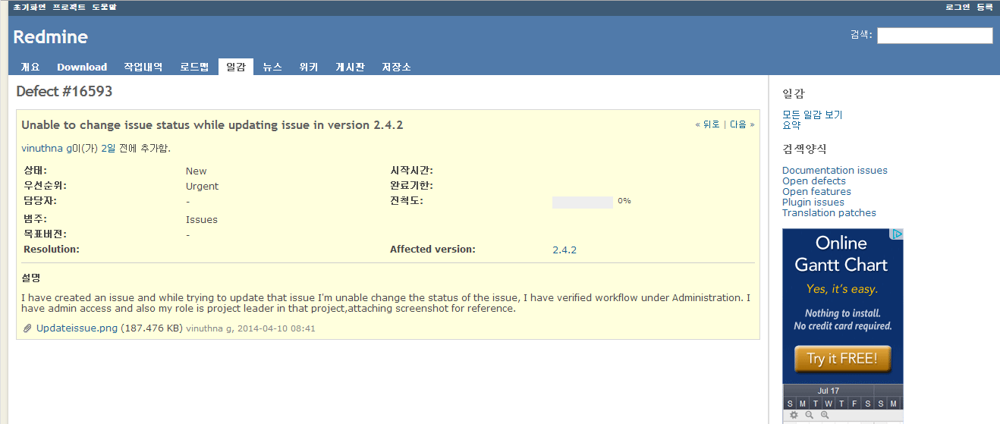 초기화면 프로젝트 도움말 로그인 등록
Redmine 검색:
개요 Download 작업내역 로드맵 일감 뉴스 위키 게시판 저장소
Defect #16593
Unable to change issue status while updating issue in version 2.4.2 « 뒤로 | 다음 »
vinuthna g이(가) 2일 전에 추가함.
상태: New 시작시간:
우선순위: Urgent 완료기한:
담당자: - 진척도: 0%
범주: Issues
목표버전: -
Resolution: Affected version: 2.4.2
설명
I have created an issue and while trying to update that issue I'm unable change the status of the issue, I have verified workflow under Administration. I
have admin access and also my role is project leader in that project,attaching screenshot for reference.
Updateissue.png (187.476 KB) vinuthna g, 2014-04-10 08:41
일감
모든 일감 보기
요약
검색양식
Documentation issues
Open defects
Open features
Plugin issues
Translation patches
Online
Gantt Chart
Yes, it's easy.
Nothing to install.
No credit card required.
Try it FREE!
Jul 17
S M T W T F S S M